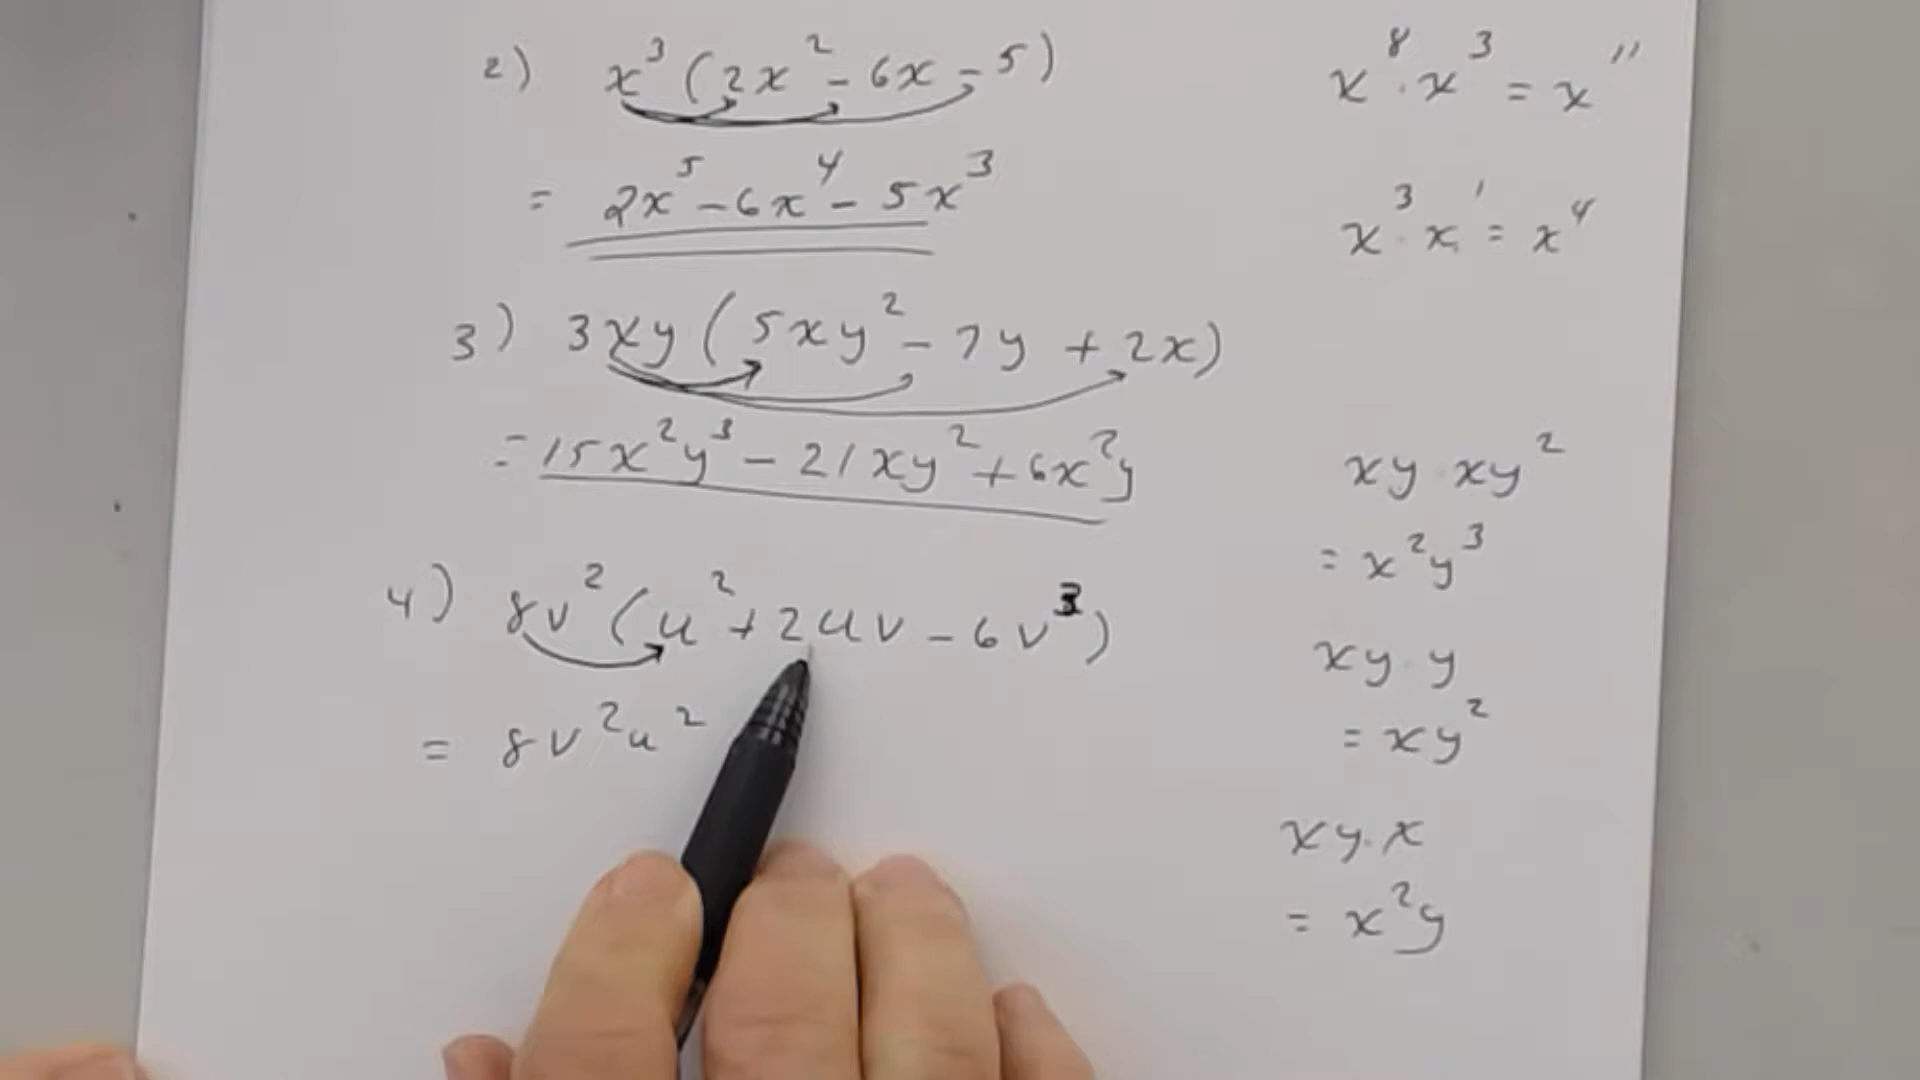 2) x³(2x² - 6x - 5)
= 2x⁵ - 6x⁴ - 5x³
3) 3xy(5xy² - 7y + 2x)
= 15x²y³ - 21xy² + 6x²y
4) 8v²(u² + 2uv - 6v³)
= 8v²u²
x⁸ · x³ = x¹¹
x³ · x¹ = x⁴
xy · xy²
= x²y³
xy · y
= xy²
xy · x
= x²y